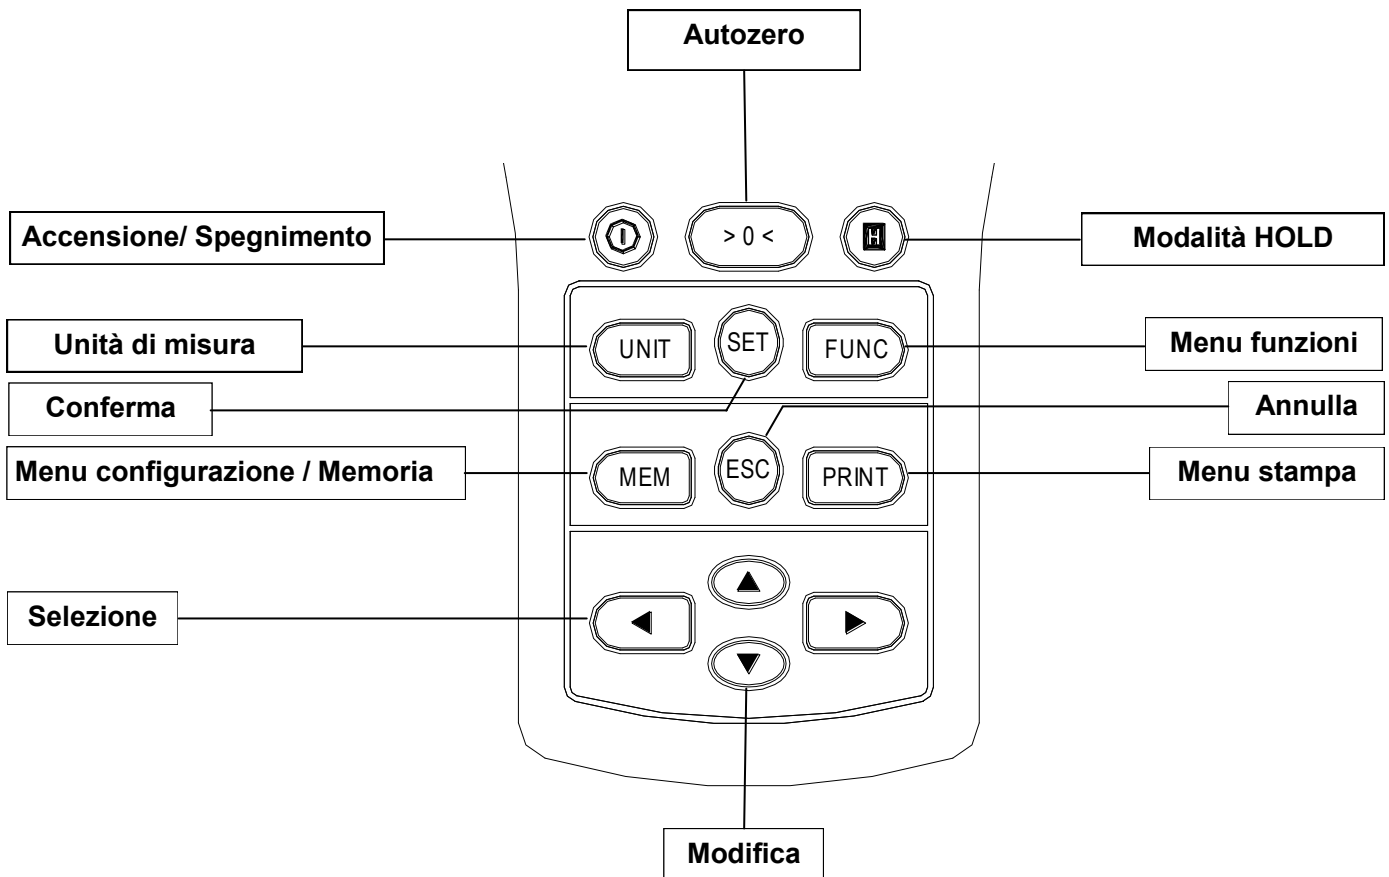 Autozero
Accensione/ Spegnimento
> 0 <
H
Modalità HOLD
Unità di misura
UNIT
SET
FUNC
Menu funzioni
Conferma
Annulla
Menu configurazione / Memoria
MEM
ESC
PRINT
Menu stampa
Selezione
Modifica